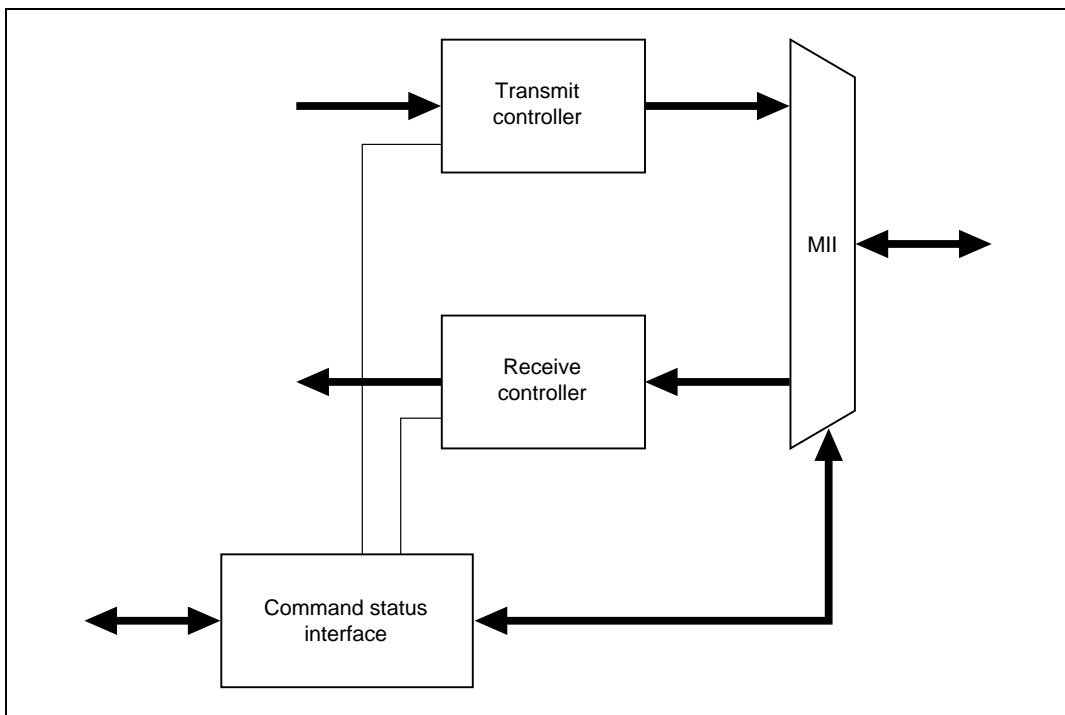 Transmit
controller
MII
Receive
controller
Command status
interface